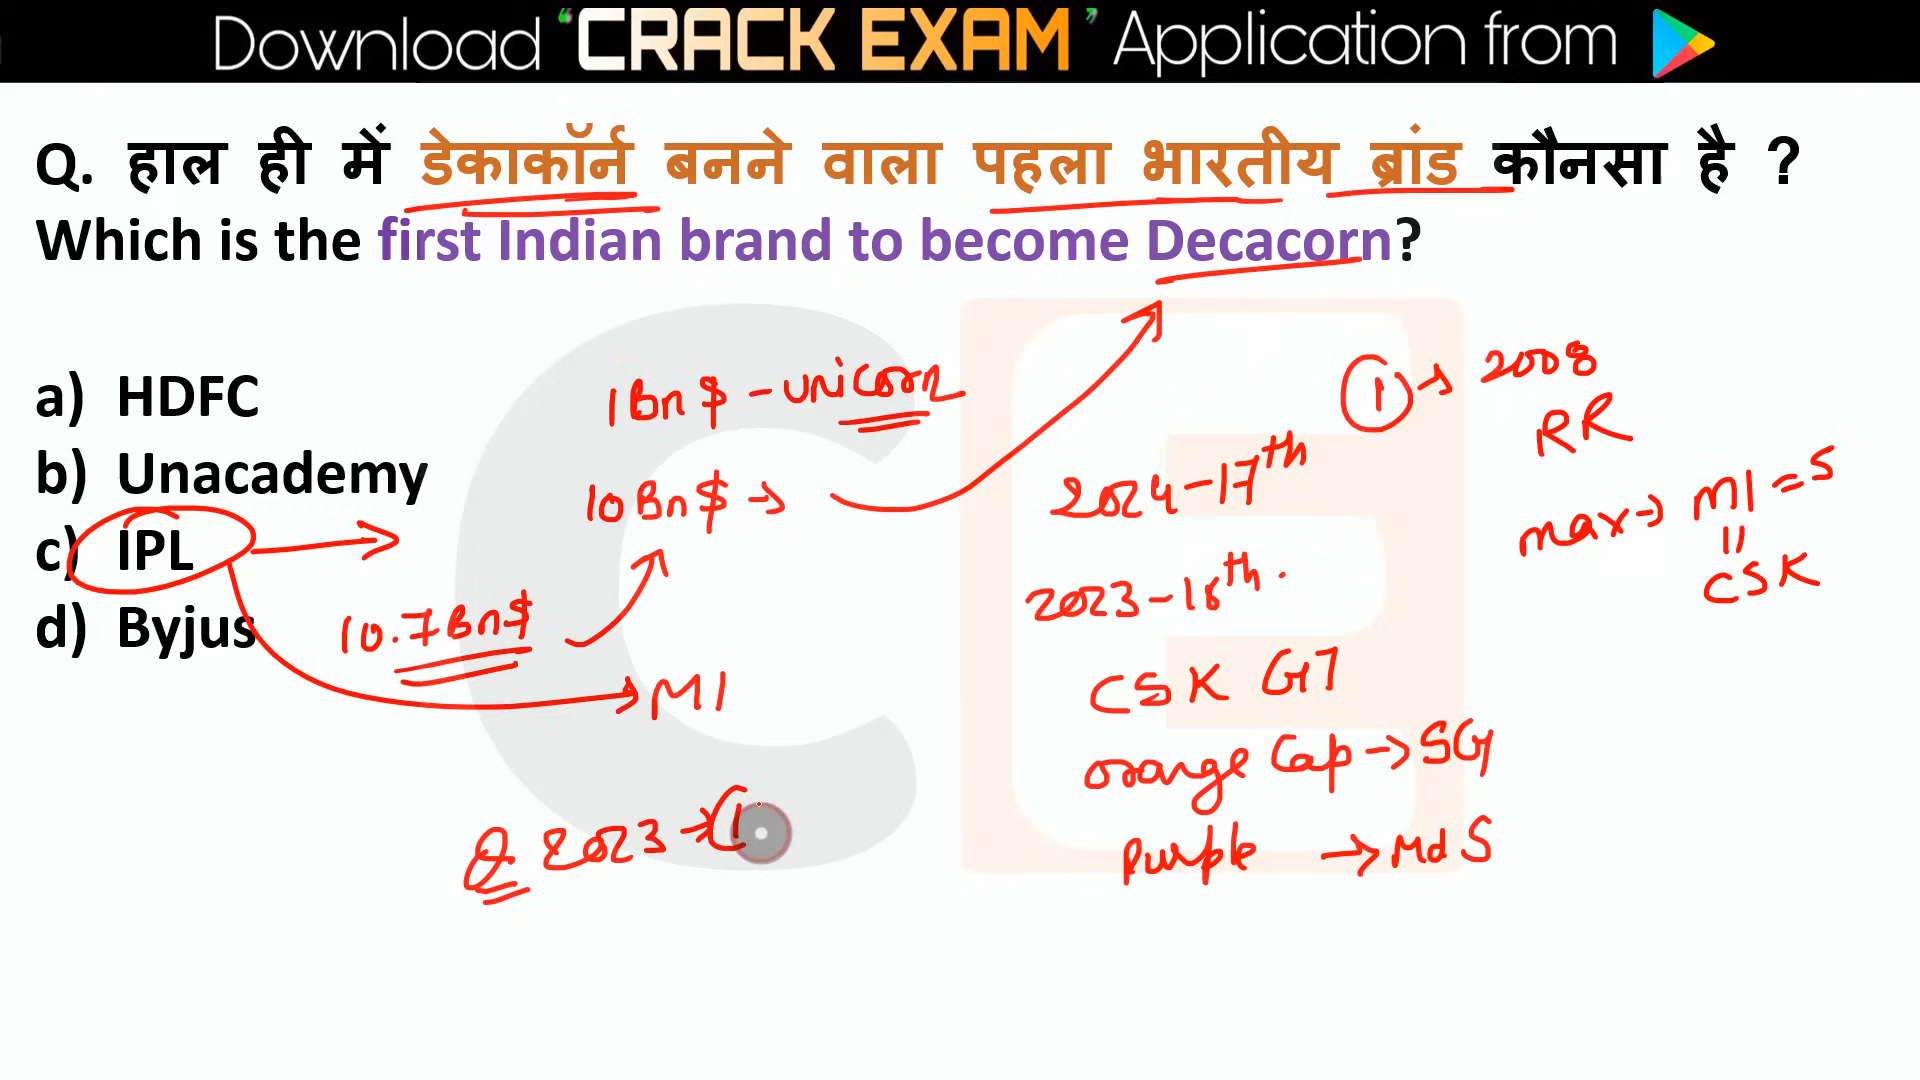 Download “CRACK EXAM” Application from
Q. हाल ही में डेकाकॉर्न बनने वाला पहला भारतीय ब्रांड कौनसा है ?
Which is the first Indian brand to become Decacorn?
a) HDFC
b) Unacademy
c) IPL
d) Byjus
1Bn $ - unicorn
10Bn $ →
10.7Bn $
MI
Q 2023 →
1 → 2008
RR
2024 - 17th
max → MI = 5
CSK
2023 - 16th.
CSK GT
Orange Cap → SG
Purple → MdS
CE